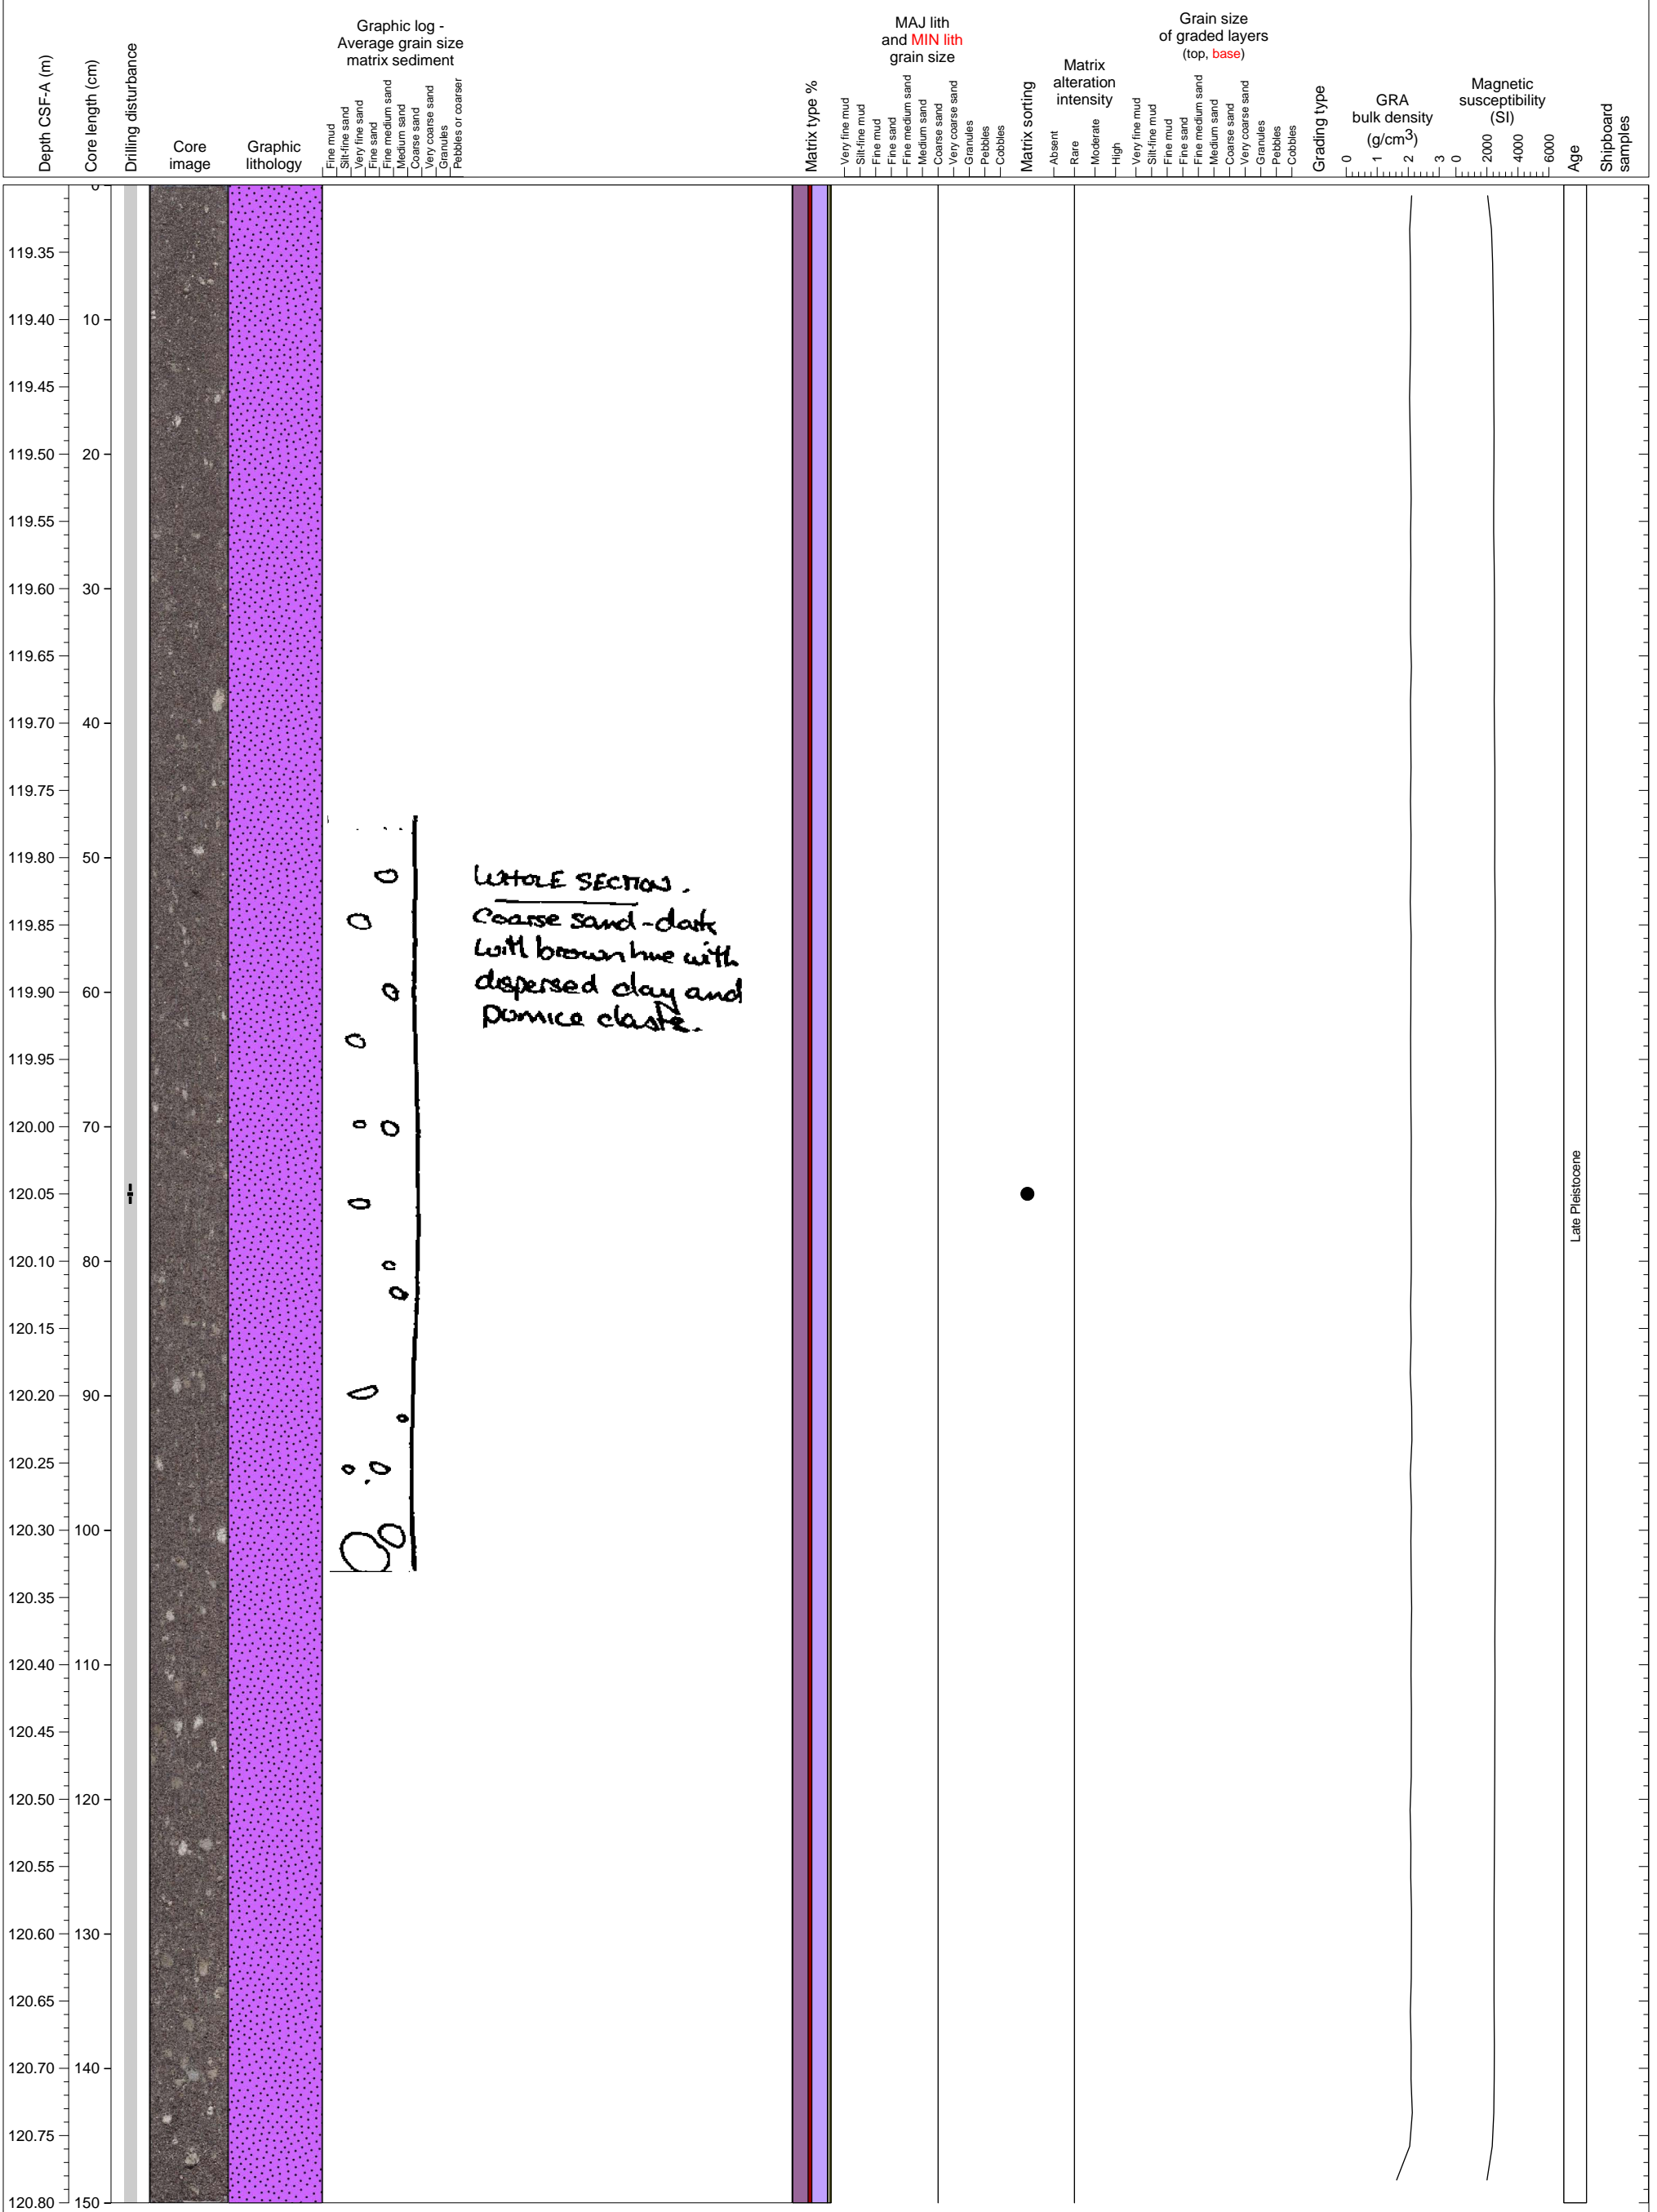 Depth CSF-A (m)
Core length (cm)
Drilling disturbance
Core
image
Graphic
lithology
Graphic log -
Average grain size
matrix sediment
Fine mud
Silt-fine sand
Very fine sand
Fine sand
Fine medium sand
Medium sand
Coarse sand
Very coarse sand
Granules
Pebbles or coarser
Matrix type %
MAJ lith
and MIN lith
grain size
Very fine mud
Silt-fine mud
Fine mud
Fine sand
Fine medium sand
Medium sand
Coarse sand
Very coarse sand
Granules
Pebbles
Cobbles
Matrix sorting
Matrix
alteration
intensity
Absent
Rare
Moderate
High
Grain size
of graded layers
(top, base)
Very fine mud
Silt-fine mud
Fine mud
Fine sand
Fine medium sand
Medium sand
Coarse sand
Very coarse sand
Granules
Pebbles
Cobbles
Grading type
GRA
bulk density
(g/cm3)
0 1 2 3
Magnetic
susceptibility
(SI)
0 2000 4000 6000
Age
Shipboard
samples
0
119.35
119.40 10
119.45
119.50 20
119.55
119.60 30
119.65
119.70 40
119.75
119.80 50
119.85
119.90 60
119.95
120.00 70
120.05
120.10 80
120.15
120.20 90
120.25
120.30 100
120.35
120.40 110
120.45
120.50 120
120.55
120.60 130
120.65
120.70 140
120.75
120.80 150
WHOLE SECTION.
Coarse sand - dark
with brown hue with
dispersed clay and
Pumice clasts.
Late Pleistocene